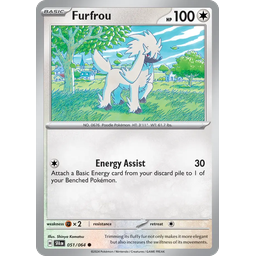 BASIC
Furfrou
HP 100
NO. 0676 Poodle Pokémon HT: 3'11" WT: 61.7 lbs.
Energy Assist 30
Attach a Basic Energy card from your discard pile to 1 of
your Benched Pokémon.
weakness ×2 resistance retreat
Illus. Shinya Komatsu
051/064
Trimming its fluffy fur not only makes it more elegant
but also increases the swiftness of its movements.